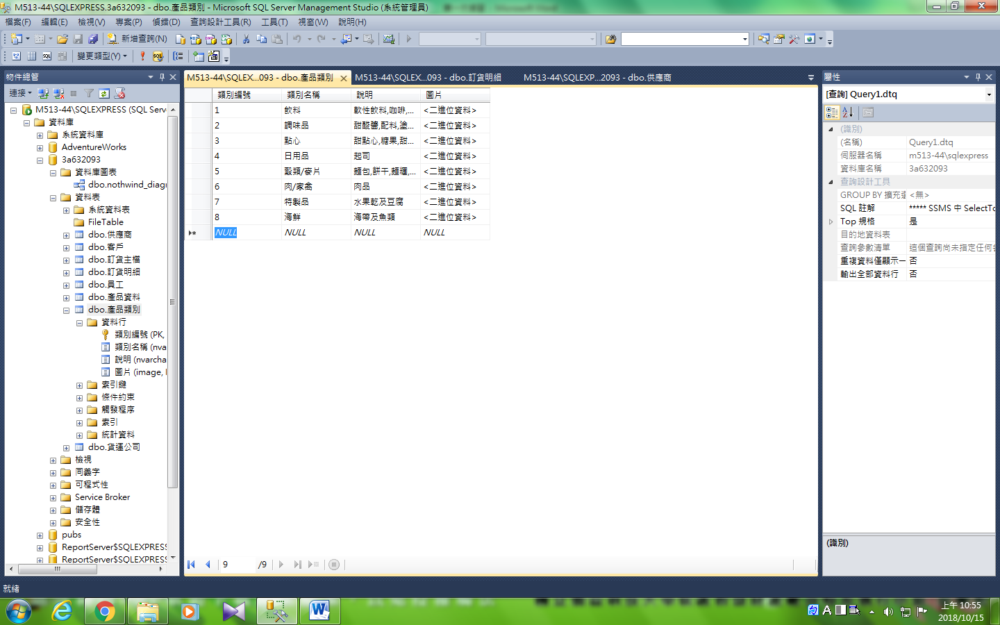 M513-44\SQLEXPRESS.3a632093 - dbo.產品類別 - Microsoft SQL Server Management Studio (系統管理員)
檔案(F) 編輯(E) 檢視(V) 專案(P) 偵錯(D) 查詢設計工具(R) 工具(T) 視窗(W) 說明(H)
新增查詢(N)
變更類型(Y)
物件總管
連接
M513-44\SQLEXPRESS (SQL Serv
資料庫
系統資料庫
AdventureWorks
3a632093
資料庫圖表
dbo.nothwind_diagr
資料表
系統資料表
FileTable
dbo.供應商
dbo.客戶
dbo.訂貨主檔
dbo.訂貨明細
dbo.員工
dbo.產品資料
dbo.產品類別
資料行
類別編號 (PK,
類別名稱 (nva
說明 (nvarcha
圖片 (image,
索引鍵
條件約束
觸發程序
索引
統計資料
dbo.貨運公司
檢視
同義字
可程式性
Service Broker
儲存體
安全性
pubs
ReportServer$SQLEXPRESS
ReportServer$SQLEXPRESS
M513-44\SQLEX...093 - dbo.產品類別 M513-44\SQLEX...093 - dbo.訂貨明細 M513-44\SQLEXP...2093 - dbo.供應商
類別編號 類別名稱 說明 圖片
1 飲料 軟性飲料,咖啡,... <二進位資料>
2 調味品 甜酸醬,配料,塗... <二進位資料>
3 點心 甜點心,糖果,甜... <二進位資料>
4 日用品 起司 <二進位資料>
5 穀類/麥片 麵包,餅干,麵糰,... <二進位資料>
6 肉/家禽 肉品 <二進位資料>
7 特製品 水果乾及豆腐 <二進位資料>
8 海鮮 海帶及魚類 <二進位資料>
NULL NULL NULL NULL
9 /9
屬性
[查詢] Query1.dtq
(識別)
(名稱) Query1.dtq
伺服器名稱 m513-44\sqlexpress
資料庫名稱 3a632093
查詢設計工具
GROUP BY 擴充 <無>
SQL 註解 ***** SSMS 中 SelectTo
Top 規格 是
目的地資料表
查詢參數清單 這個查詢尚未指定任何
重複資料僅顯示一 否
輸出全部資料行 否
(識別)
就緒
上午 10:55
2018/10/15